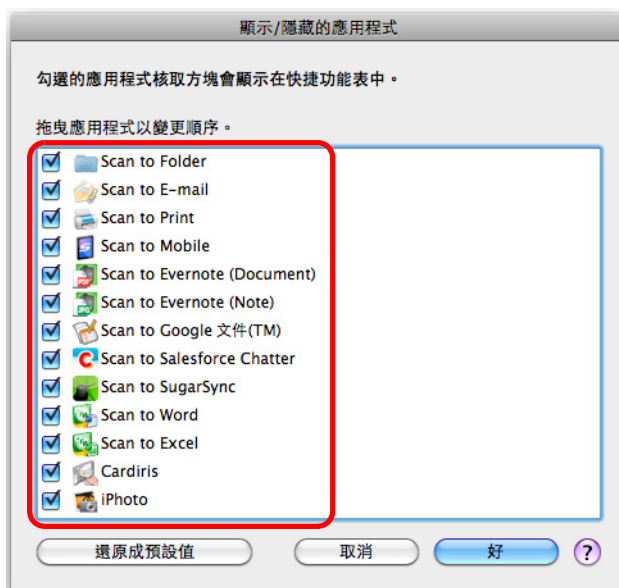 顯示/隱藏的應用程式
勾選的應用程式核取方塊會顯示在快捷功能表中。
拖曳應用程式以變更順序。
Scan to Folder
Scan to E-mail
Scan to Print
Scan to Mobile
Scan to Evernote (Document)
Scan to Evernote (Note)
Scan to Google 文件(TM)
Scan to Salesforce Chatter
Scan to SugarSync
Scan to Word
Scan to Excel
Cardiris
iPhoto
還原成預設值 取消 好 ?